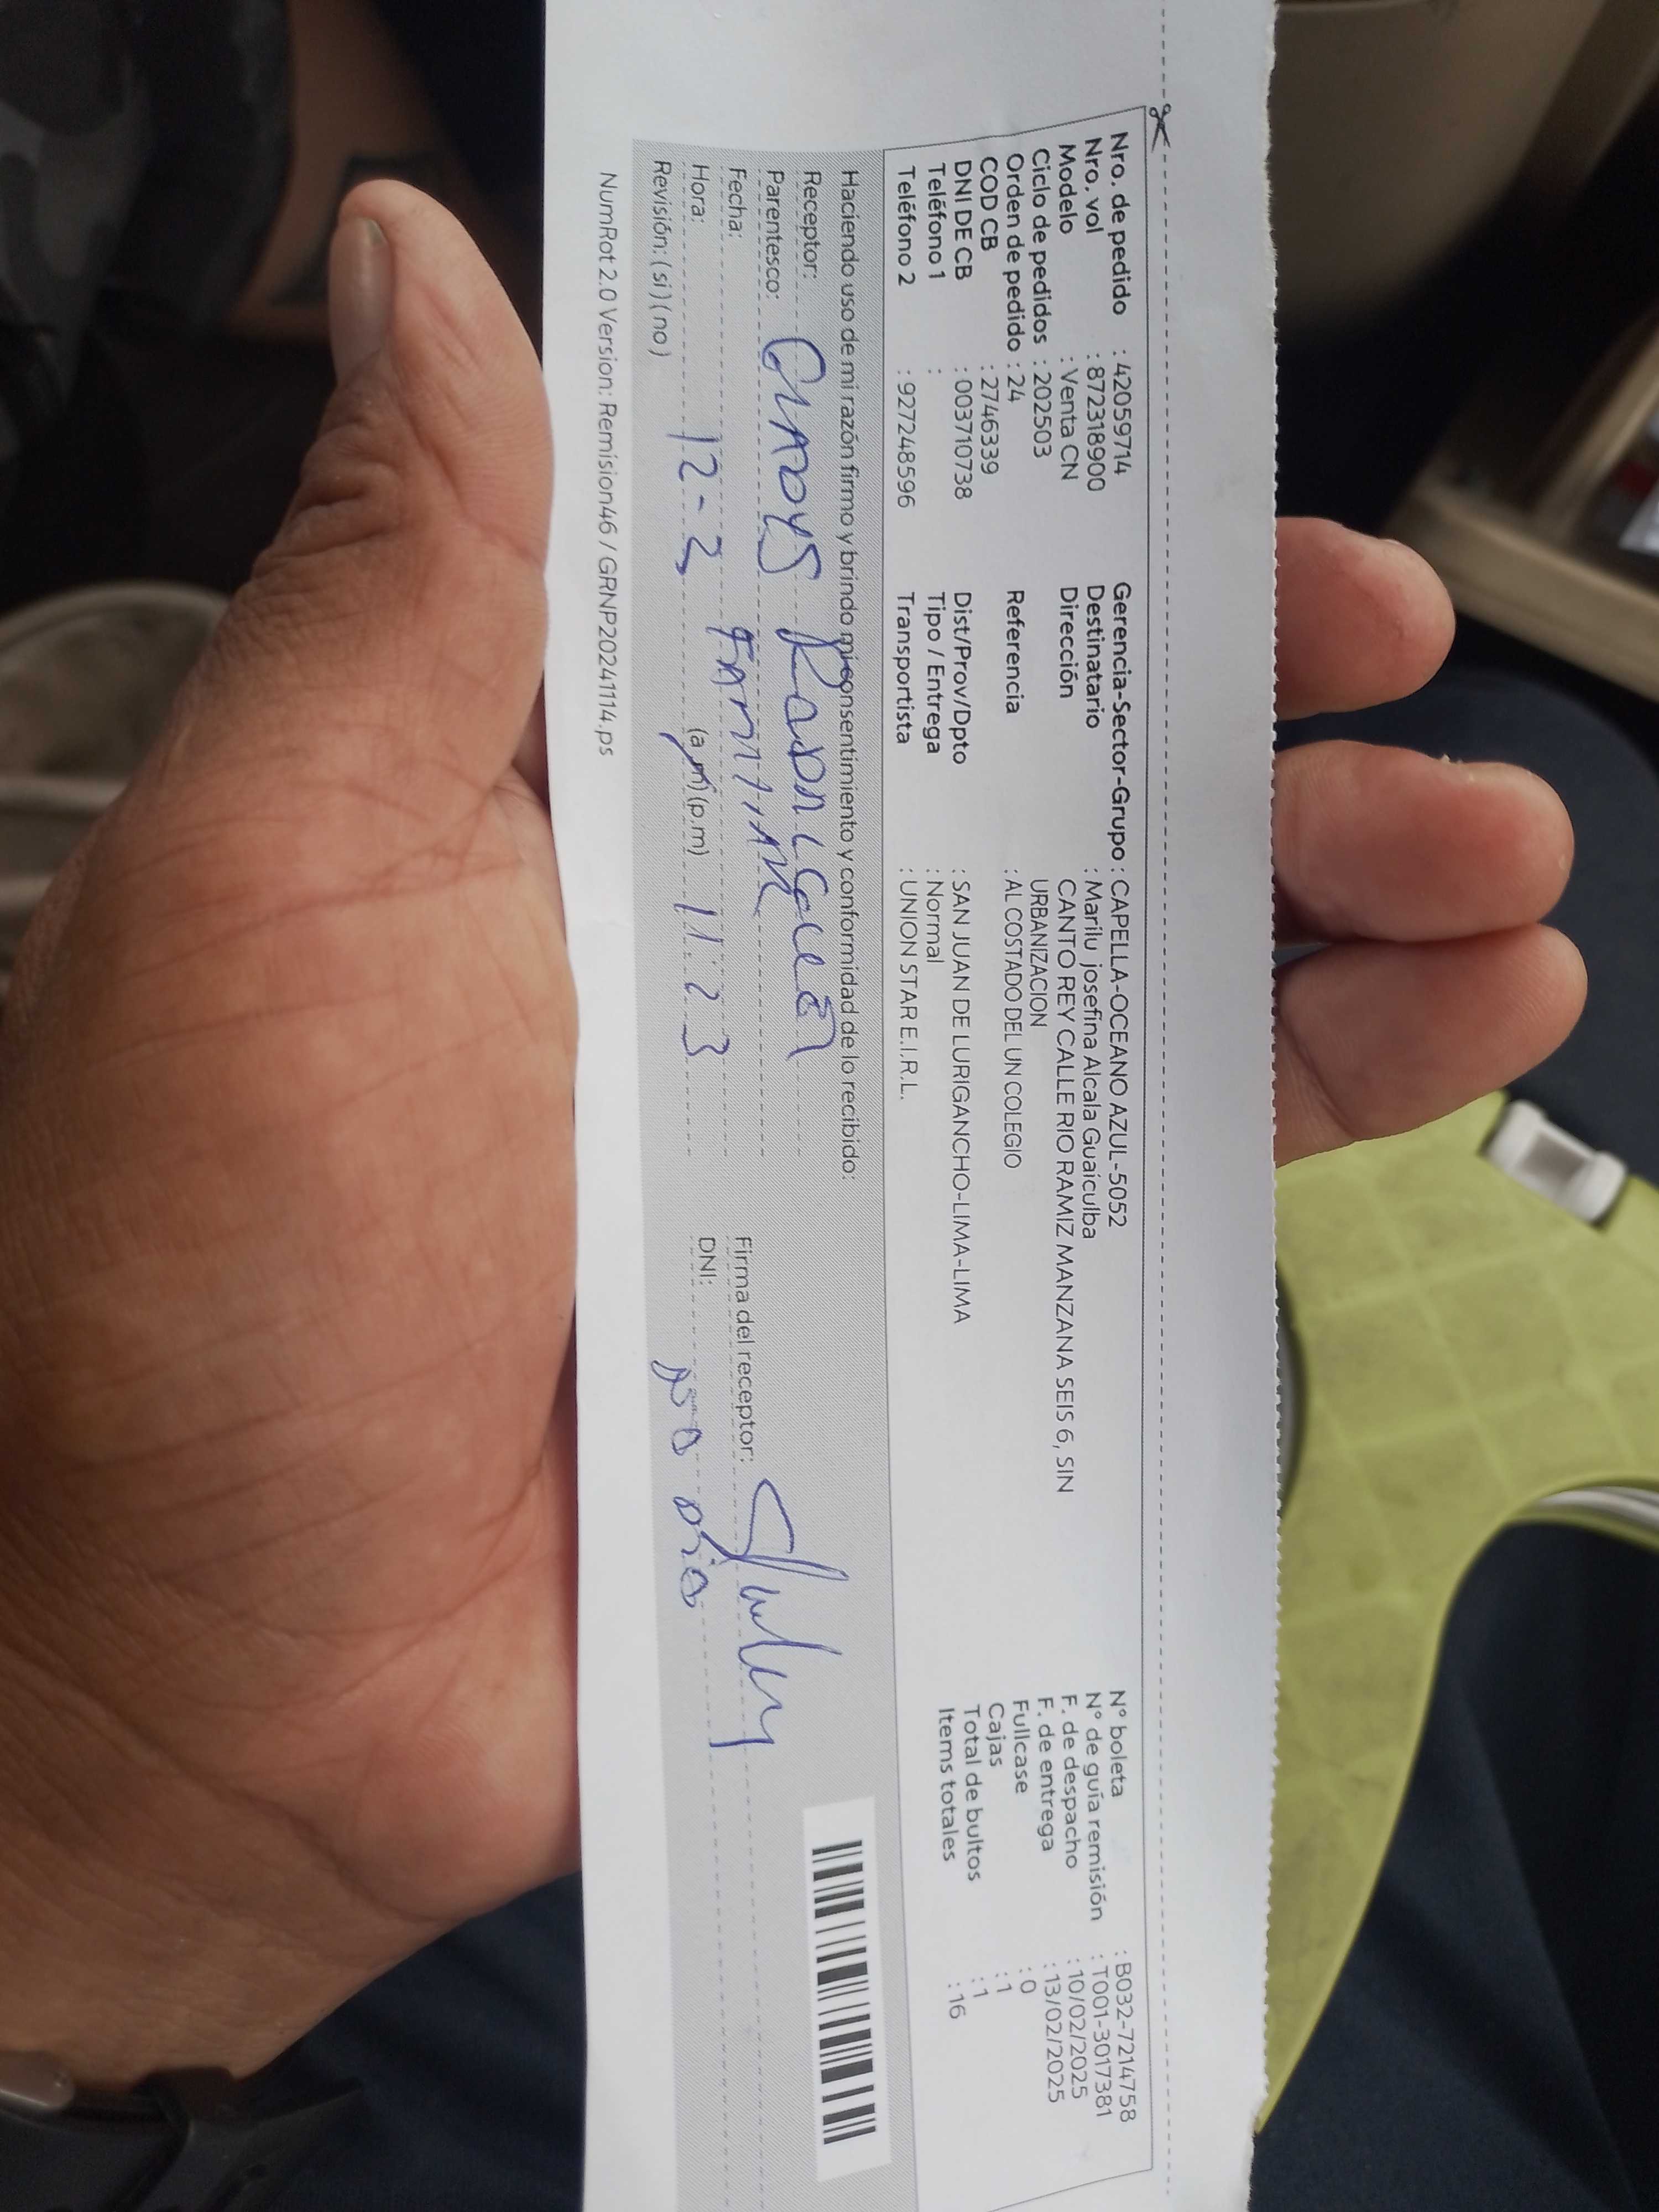 Nro. de pedido : 42059714
Nro. vol : 872318900
Modelo : Venta CN
Ciclo de pedidos : 202503
Orden de pedido : 24
COD CB : 2746339
DNI DE CB : 003710738
Teléfono 1 :
Teléfono 2 : 927248596
Gerencia-Sector-Grupo : CAPELLA-OCEANO AZUL-5052
Destinatario : Marilu josefina Alcala Guaiculba
Dirección CANTO REY CALLE RIO RAMIZ MANZANA SEIS 6, SIN
URBANIZACION
Referencia : AL COSTADO DEL UN COLEGIO
Dist/Prov/Dpto : SAN JUAN DE LURIGANCHO-LIMA-LIMA
Tipo / Entrega : Normal
Transportista : UNION STAR E.I.R.L.
N° boleta : B032-7214758
N° de guía remisión : T001-3017381
F. de despacho : 10/02/2025
F. de entrega : 13/02/2025
Fullcase : 0
Cajas : 1
Total de bultos : 1
Items totales : 16
Haciendo uso de mi razón firmo y brindo mi consentimiento y conformidad de lo recibido:
Receptor:
Parentesco:
Fecha:
Hora: 12-2 (a.m) (p.m) 11:23
Revisión: (si) (no)
Firma del receptor:
DNI: no dio
NumRot 2.0 Version: Remision46 / GRNP20241114.ps